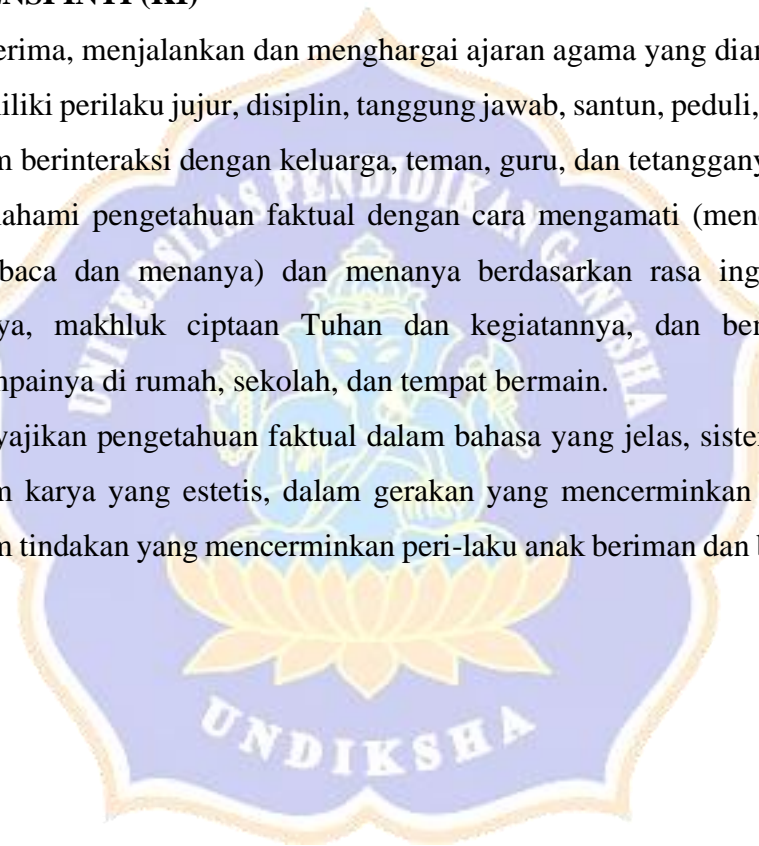 ENSI INTI (KI)
erima, menjalankan dan menghargai ajaran agama yang dian
iliki perilaku jujur, disiplin, tanggung jawab, santun, peduli,
m berinteraksi dengan keluarga, teman, guru, dan tetanggany
ahami pengetahuan faktual dengan cara mengamati (mend
baca dan menanya) dan menanya berdasarkan rasa ing
ya, makhluk ciptaan Tuhan dan kegiatannya, dan ber
npainya di rumah, sekolah, dan tempat bermain.
yajikan pengetahuan faktual dalam bahasa yang jelas, sister
m karya yang estetis, dalam gerakan yang mencerminkan
m tindakan yang mencerminkan peri-laku anak beriman dan b
UNIVERSITAS PENDIDIKAN GANESHA
UNDIKSHA